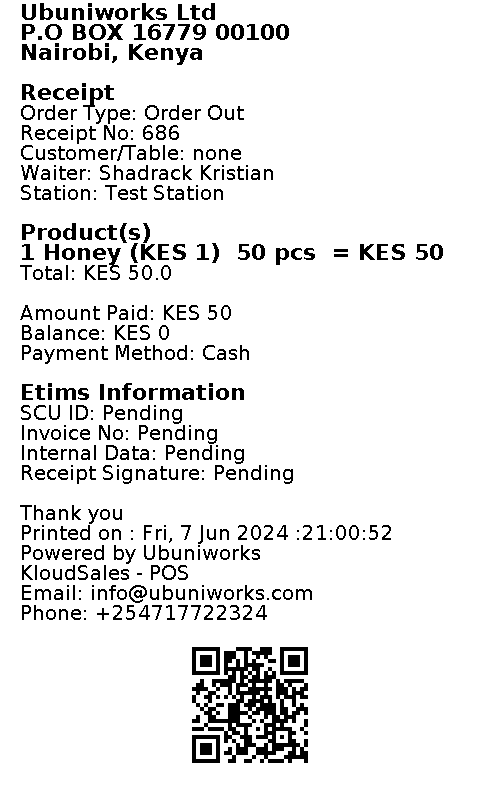 Ubuniworks Ltd
P.O BOX 16779 00100
Nairobi, Kenya
Receipt
Order Type: Order Out
Receipt No: 686
Customer/Table: none
Waiter: Shadrack Kristian
Station: Test Station
Product(s)
1 Honey (KES 1)  50 pcs  = KES 50
Total: KES 50.0
Amount Paid: KES 50
Balance: KES 0
Payment Method: Cash
Etims Information
SCU ID: Pending
Invoice No: Pending
Internal Data: Pending
Receipt Signature: Pending
Thank you
Printed on : Fri, 7 Jun 2024 :21:00:52
Powered by Ubuniworks
KloudSales - POS
Email: info@ubuniworks.com
Phone: +254717722324